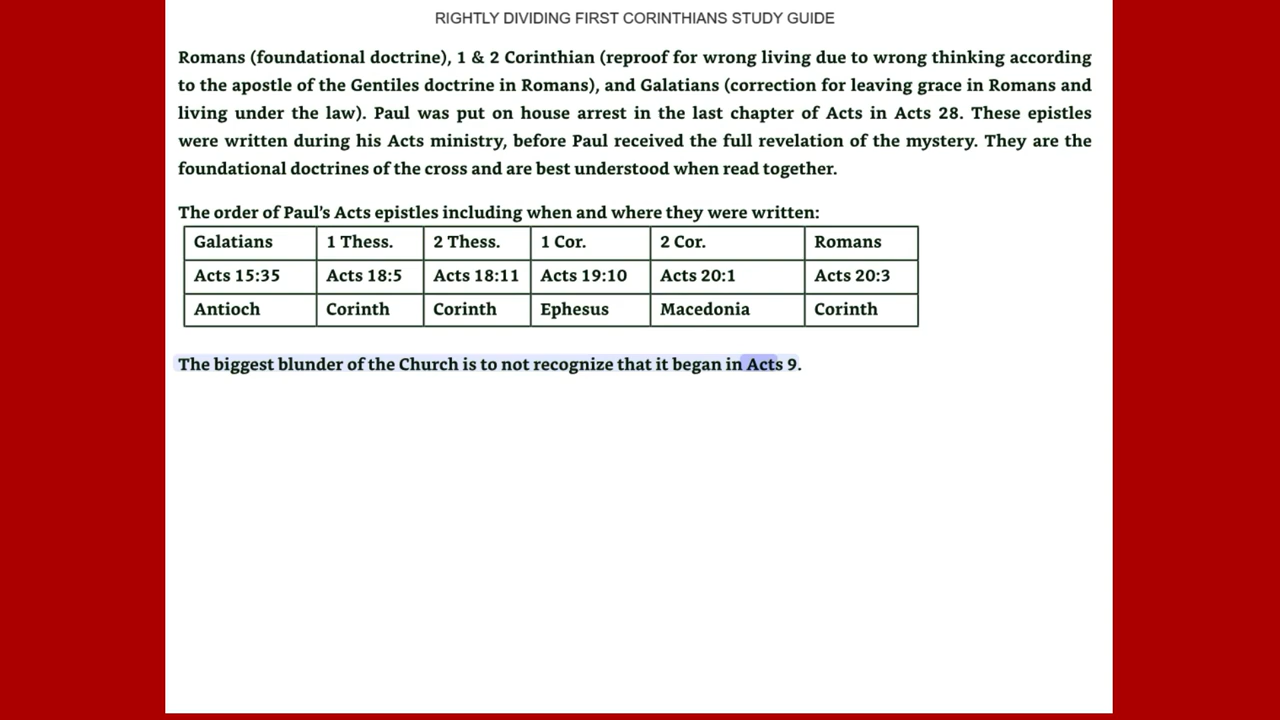 RIGHTLY DIVIDING FIRST CORINTHIANS STUDY GUIDE
Romans (foundational doctrine), 1 & 2 Corinthian (reproof for wrong living due to wrong thinking according
to the apostle of the Gentiles doctrine in Romans), and Galatians (correction for leaving grace in Romans and
living under the law). Paul was put on house arrest in the last chapter of Acts in Acts 28. These epistles
were written during his Acts ministry, before Paul received the full revelation of the mystery. They are the
foundational doctrines of the cross and are best understood when read together.
The order of Paul's Acts epistles including when and where they were written:
Galatians 1 Thess. 2 Thess. 1 Cor. 2 Cor. Romans
Acts 15:35 Acts 18:5 Acts 18:11 Acts 19:10 Acts 20:1 Acts 20:3
Antioch Corinth Corinth Ephesus Macedonia Corinth
The biggest blunder of the Church is to not recognize that it began in Acts 9.